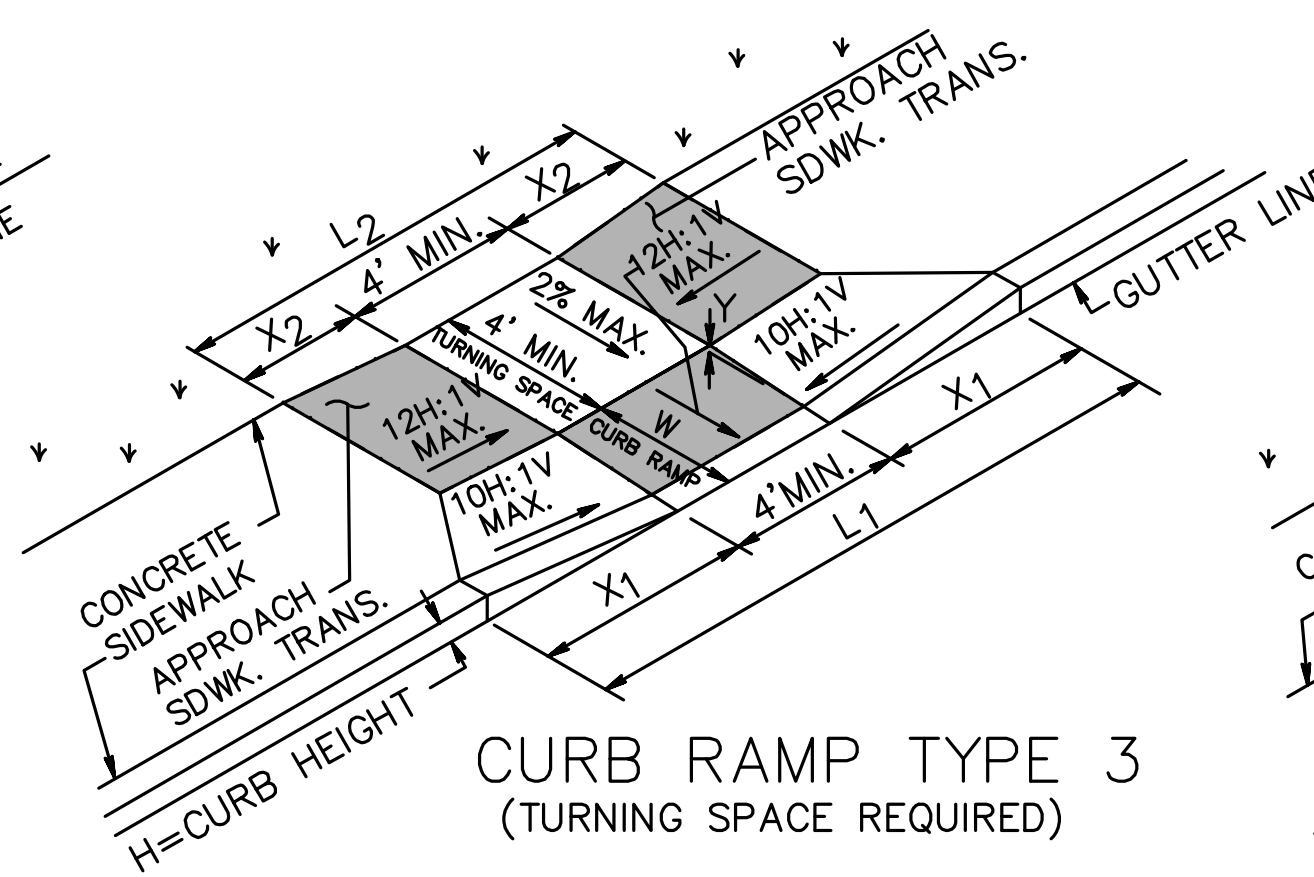 APPROACH
SDWK. TRANS.
L2
X2
4' MIN.
X2
12H:1V
MAX.
2% MAX.
4' MIN.
TURNING SPACE
Y
10H:1V
MAX.
GUTTER LINE
12H:1V
MAX.
W
CURB RAMP
10H:1V
MAX.
X1
4' MIN.
L1
X1
CONCRETE
SIDEWALK
APPROACH
SDWK. TRANS.
H=CURB HEIGHT
CURB RAMP TYPE 3
(TURNING SPACE REQUIRED)